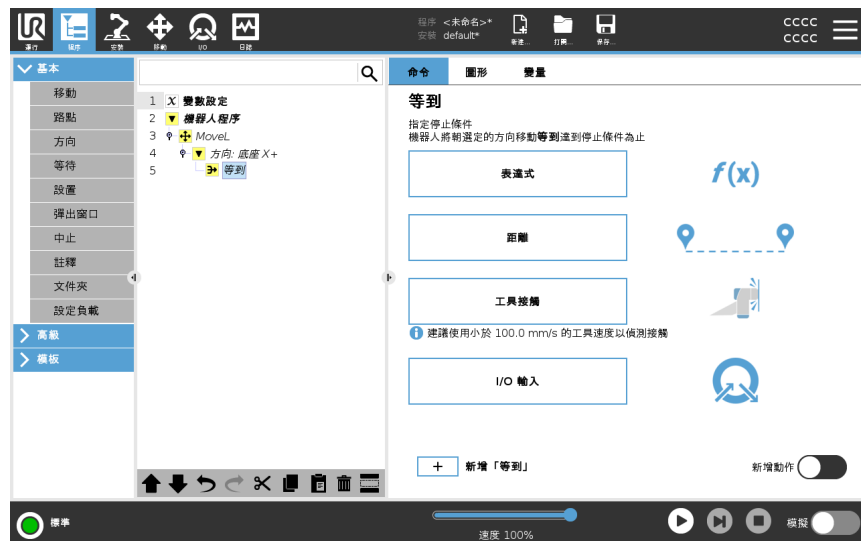 UR
運行
程序
安裝
移動
I/O
日誌
程序 <未命名>*
安裝 default*
新建...
打開...
保存...
cccc
cccc
基本
移動
路點
方向
等待
設置
彈出窗口
中止
註釋
文件夾
設定負載
高級
模板
1 X 變數設定
2 機器人程序
3 MoveL
4 方向: 底座 X+
5 等到
命令 圖形 變量
等到
指定停止條件
機器人將朝選定的方向移動等到達到停止條件為止
表達式
f(x)
距離
工具接觸
建議使用小於 100.0 mm/s 的工具速度以偵測接觸
I/O 輸入
+ 新增「等到」
新增動作
標準
速度 100%
模擬